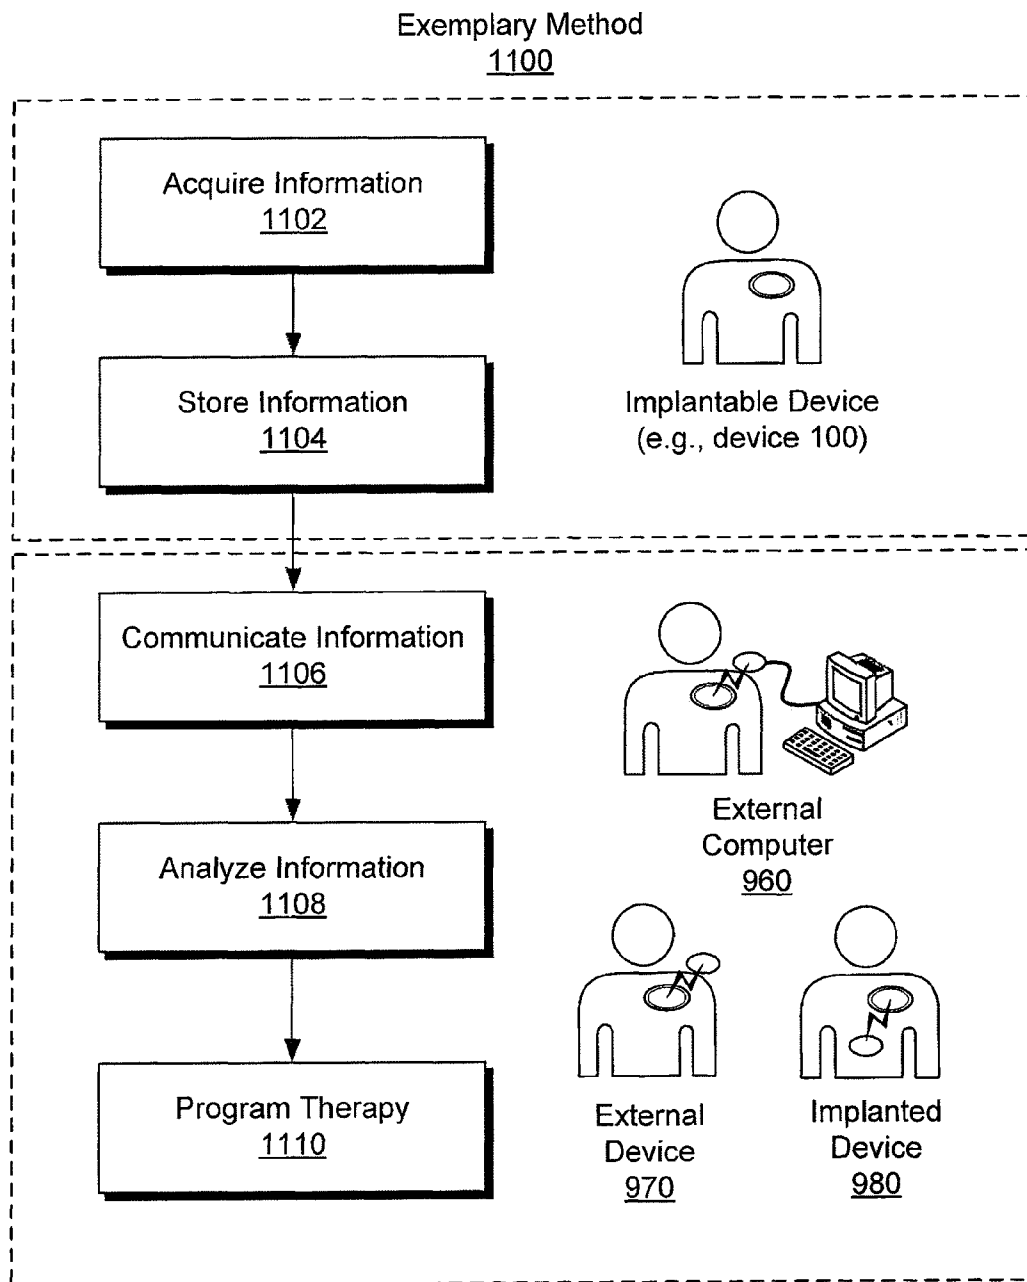 Exemplary Method
1100
Acquire Information
1102
Store Information
1104
Implantable Device
(e.g., device 100)
Communicate Information
1106
External
Computer
960
Analyze Information
1108
Program Therapy
1110
External
Device
970
Implanted
Device
980